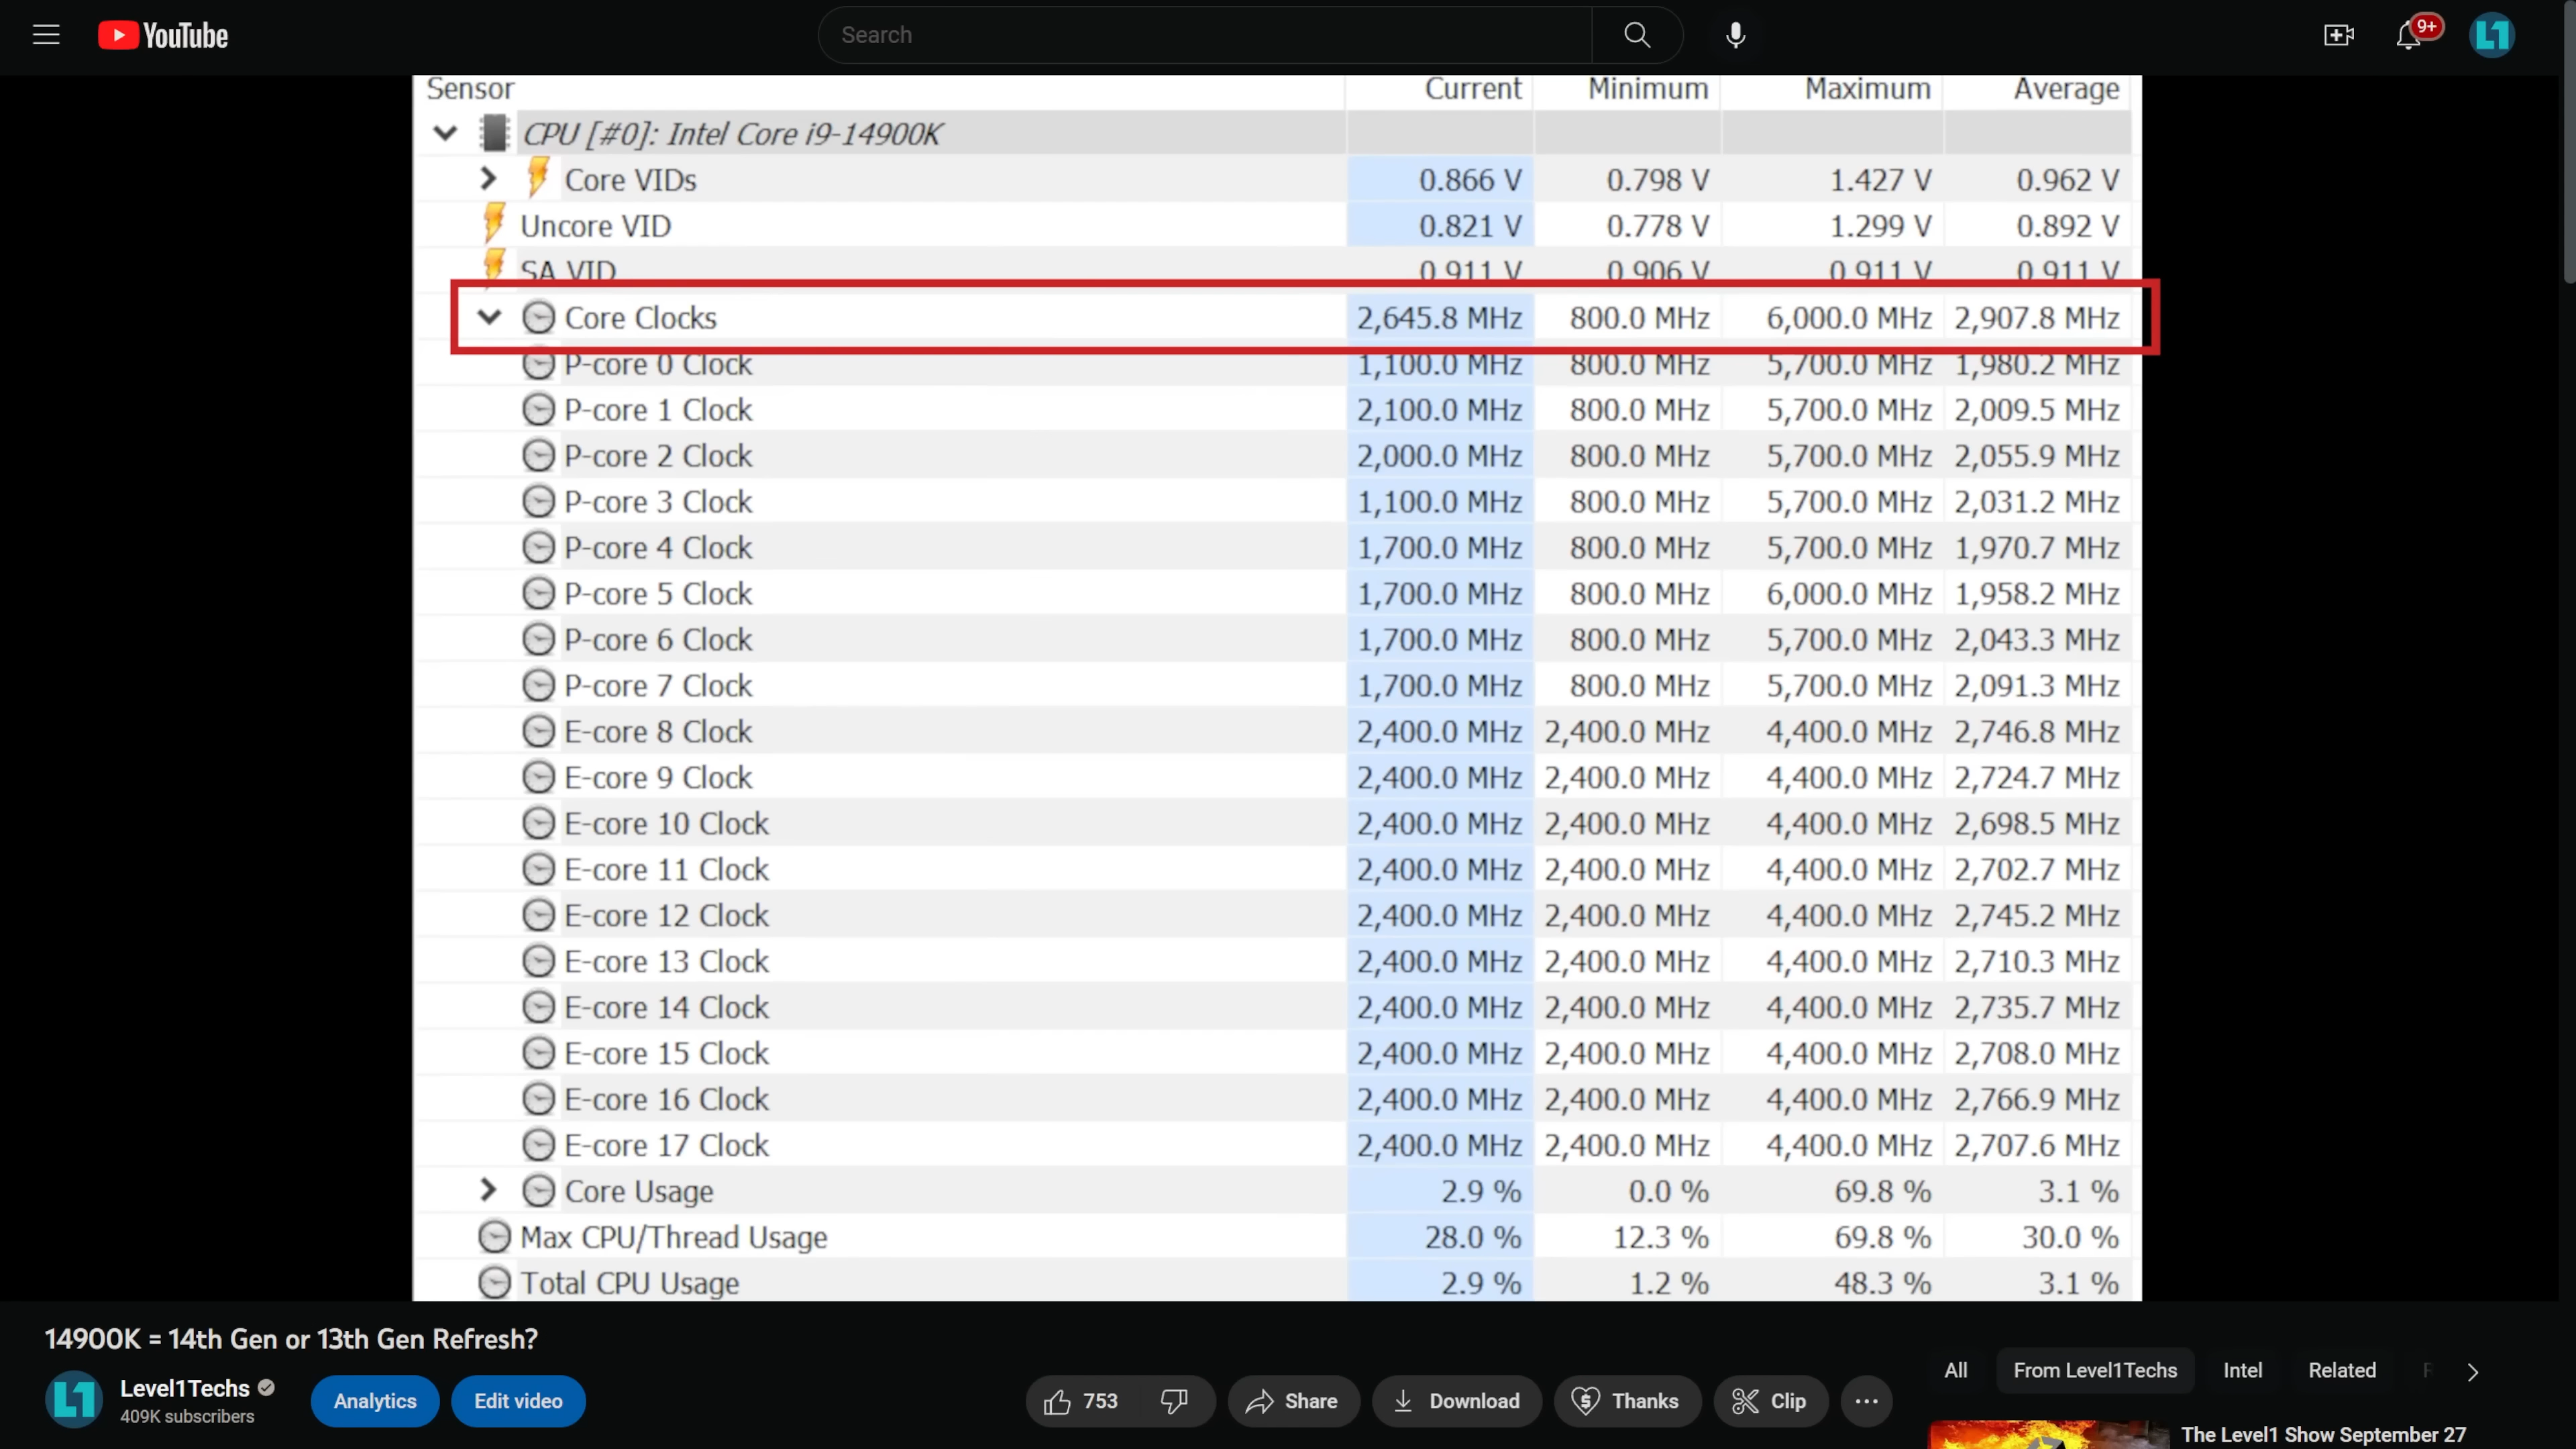 YouTube
Search
9+
L1
Sensor Current Minimum Maximum Average
CPU [#0]: Intel Core i9-14900K
Core VIDs 0.866 V 0.798 V 1.427 V 0.962 V
Uncore VID 0.821 V 0.778 V 1.299 V 0.892 V
SA VID 0.911 V 0.906 V 0.911 V 0.911 V
Core Clocks 2,645.8 MHz 800.0 MHz 6,000.0 MHz 2,907.8 MHz
P-core 0 Clock 1,100.0 MHz 800.0 MHz 5,700.0 MHz 1,980.2 MHz
P-core 1 Clock 2,100.0 MHz 800.0 MHz 5,700.0 MHz 2,009.5 MHz
P-core 2 Clock 2,000.0 MHz 800.0 MHz 5,700.0 MHz 2,055.9 MHz
P-core 3 Clock 1,100.0 MHz 800.0 MHz 5,700.0 MHz 2,031.2 MHz
P-core 4 Clock 1,700.0 MHz 800.0 MHz 5,700.0 MHz 1,970.7 MHz
P-core 5 Clock 1,700.0 MHz 800.0 MHz 6,000.0 MHz 1,958.2 MHz
P-core 6 Clock 1,700.0 MHz 800.0 MHz 5,700.0 MHz 2,043.3 MHz
P-core 7 Clock 1,700.0 MHz 800.0 MHz 5,700.0 MHz 2,091.3 MHz
E-core 8 Clock 2,400.0 MHz 2,400.0 MHz 4,400.0 MHz 2,746.8 MHz
E-core 9 Clock 2,400.0 MHz 2,400.0 MHz 4,400.0 MHz 2,724.7 MHz
E-core 10 Clock 2,400.0 MHz 2,400.0 MHz 4,400.0 MHz 2,698.5 MHz
E-core 11 Clock 2,400.0 MHz 2,400.0 MHz 4,400.0 MHz 2,702.7 MHz
E-core 12 Clock 2,400.0 MHz 2,400.0 MHz 4,400.0 MHz 2,745.2 MHz
E-core 13 Clock 2,400.0 MHz 2,400.0 MHz 4,400.0 MHz 2,710.3 MHz
E-core 14 Clock 2,400.0 MHz 2,400.0 MHz 4,400.0 MHz 2,735.7 MHz
E-core 15 Clock 2,400.0 MHz 2,400.0 MHz 4,400.0 MHz 2,708.0 MHz
E-core 16 Clock 2,400.0 MHz 2,400.0 MHz 4,400.0 MHz 2,766.9 MHz
E-core 17 Clock 2,400.0 MHz 2,400.0 MHz 4,400.0 MHz 2,707.6 MHz
Core Usage 2.9 % 0.0 % 69.8 % 3.1 %
Max CPU/Thread Usage 28.0 % 12.3 % 69.8 % 30.0 %
Total CPU Usage 2.9 % 1.2 % 48.3 % 3.1 %
14900K = 14th Gen or 13th Gen Refresh?
L1
Level1Techs
409K subscribers
Analytics
Edit video
753
Share
Download
Thanks
Clip
All
From Level1Techs
Intel
Related
The Level1 Show September 27